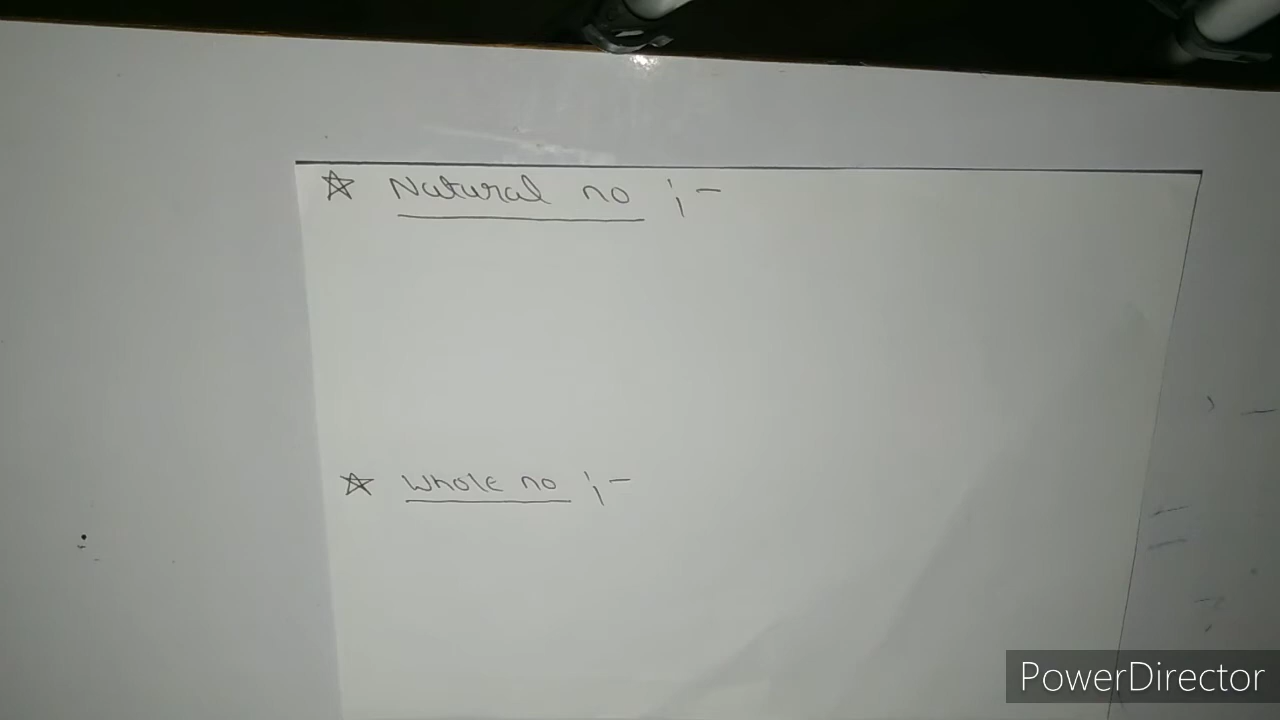 ☆ Natural no ;-
☆ Whole no ;-
PowerDirector